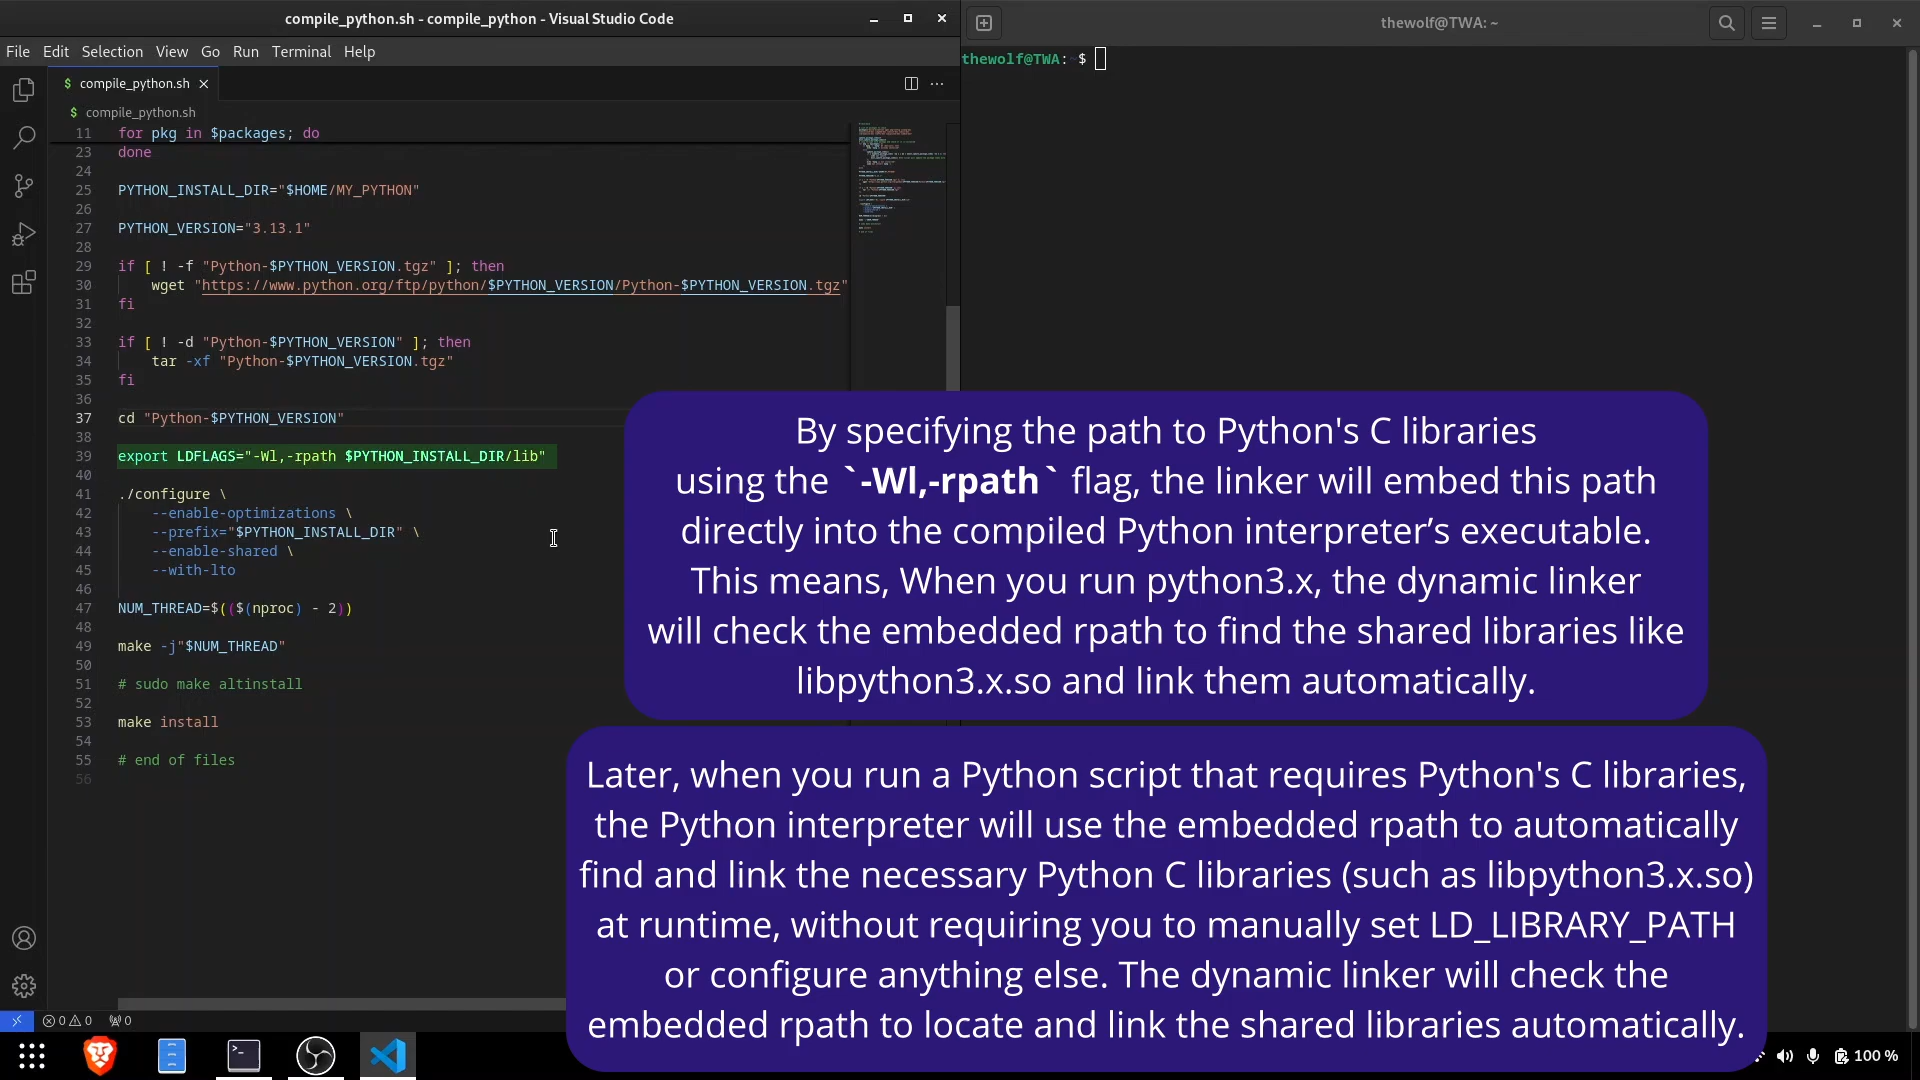 compile_python.sh - compile_python - Visual Studio Code
File Edit Selection View Go Run Terminal Help
$ compile_python.sh
$ compile_python.sh
11 for pkg in $packages; do
23 done
24
25 PYTHON_INSTALL_DIR="$HOME/MY_PYTHON"
26
27 PYTHON_VERSION="3.13.1"
28
29 if [ ! -f "Python-$PYTHON_VERSION.tgz" ]; then
30 wget "https://www.python.org/ftp/python/$PYTHON_VERSION/Python-$PYTHON_VERSION.tgz"
31 fi
32
33 if [ ! -d "Python-$PYTHON_VERSION" ]; then
34 tar -xf "Python-$PYTHON_VERSION.tgz"
35 fi
36
37 cd "Python-$PYTHON_VERSION"
38
39 export LDFLAGS="-Wl,-rpath $PYTHON_INSTALL_DIR/lib"
40
41 ./configure \
42 --enable-optimizations \
43 --prefix="$PYTHON_INSTALL_DIR" \
44 --enable-shared \
45 --with-lto
46
47 NUM_THREAD=$(($(nproc) - 2))
48
49 make -j"$NUM_THREAD"
50
51 # sudo make altinstall
52
53 make install
54
55 # end of files
56
0 0 0
thewolf@TWA: ~
thewolf@TWA:~$
By specifying the path to Python's C libraries
using the `-Wl,-rpath` flag, the linker will embed this path
directly into the compiled Python interpreter’s executable.
This means, When you run python3.x, the dynamic linker
will check the embedded rpath to find the shared libraries like
libpython3.x.so and link them automatically.
Later, when you run a Python script that requires Python's C libraries,
the Python interpreter will use the embedded rpath to automatically
find and link the necessary Python C libraries (such as libpython3.x.so)
at runtime, without requiring you to manually set LD_LIBRARY_PATH
or configure anything else. The dynamic linker will check the
embedded rpath to locate and link the shared libraries automatically.
100 %